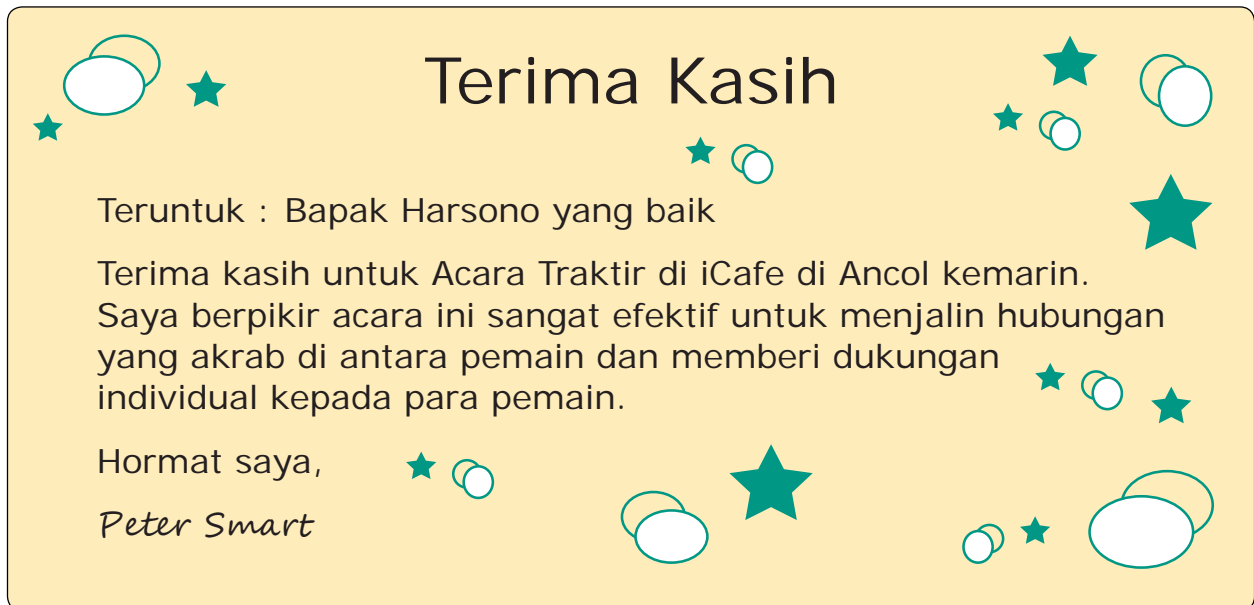 Terima Kasih
Teruntuk : Bapak Harsono yang baik
Terima kasih untuk Acara Traktir di iCafe di Ancol kemarin.
Saya berpikir acara ini sangat efektif untuk menjalin hubungan
yang akrab di antara pemain dan memberi dukungan
individual kepada para pemain.
Hormat saya,
Peter Smart